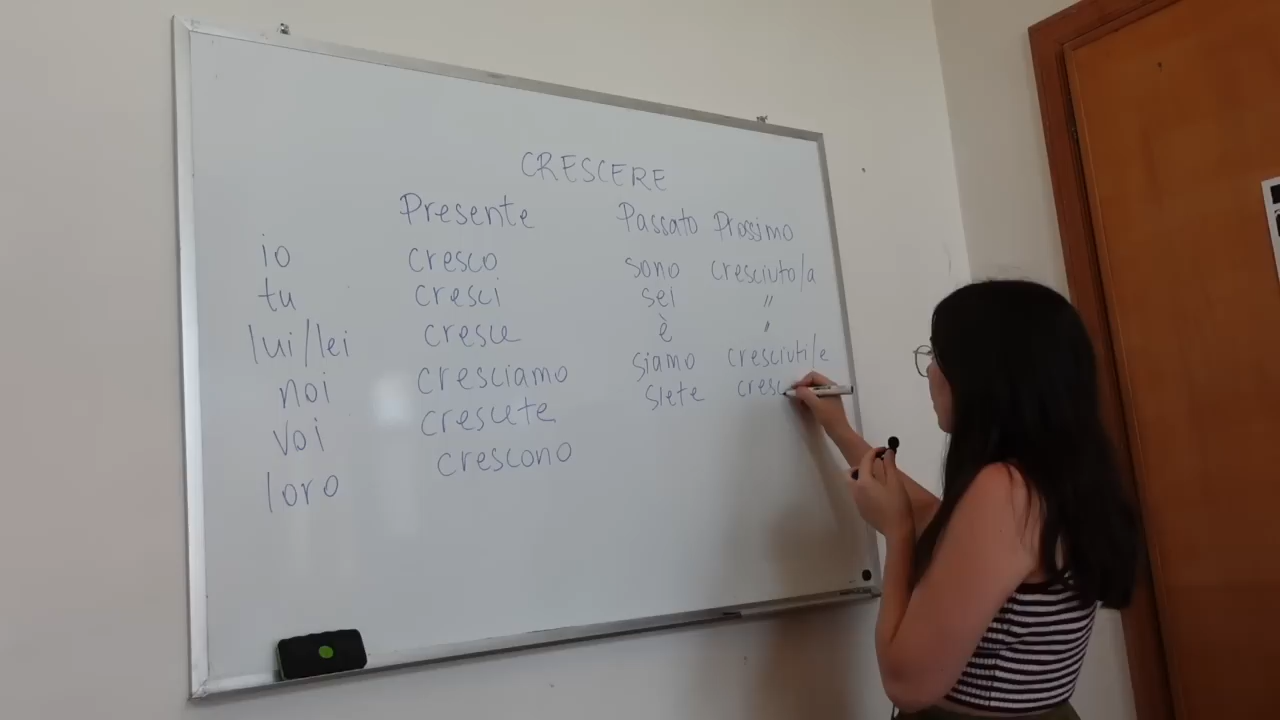 CRESCERE
Presente Passato Prossimo
io cresco sono cresciuto/a
tu cresci sei "
lui/lei cresce è "
noi cresciamo siamo cresciuti/e
voi crescete siete cresc
loro crescono